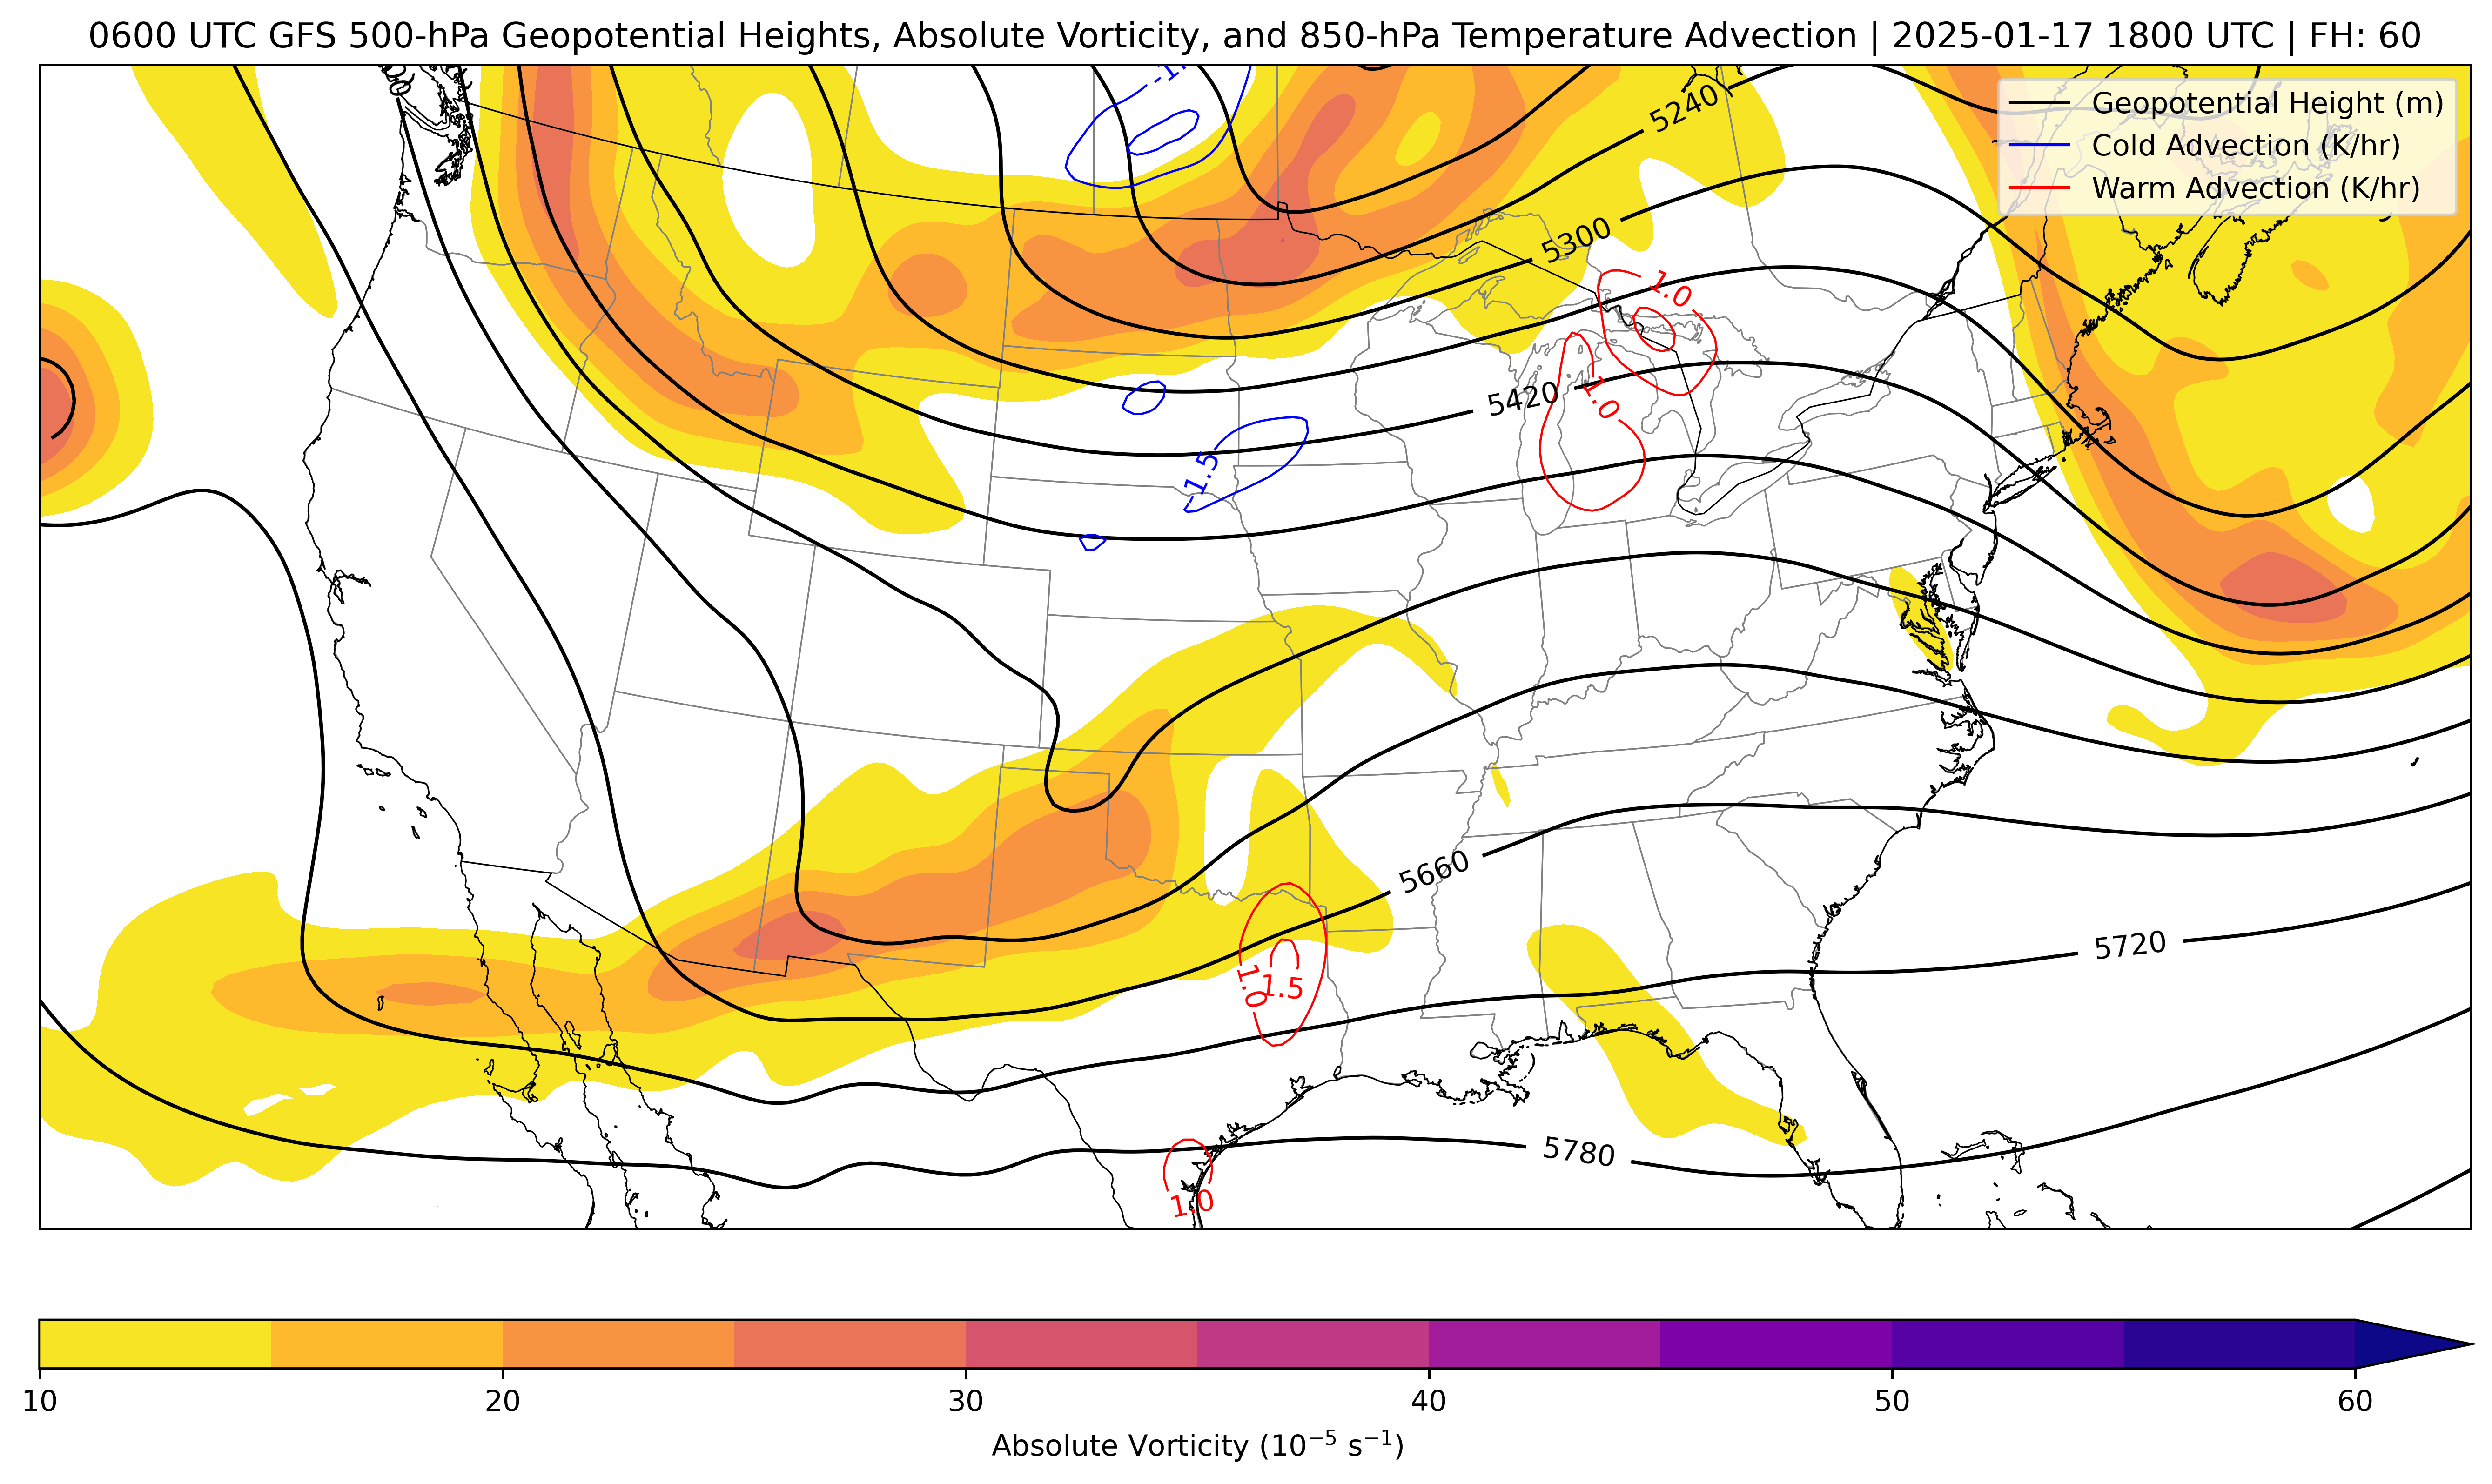 0600 UTC GFS 500-hPa Geopotential Heights, Absolute Vorticity, and 850-hPa Temperature Advection | 2025-01-17 1800 UTC | FH: 60
Geopotential Height (m)
Cold Advection (K/hr)
Warm Advection (K/hr)
5240
5300
1.0
5420
1.0
-1.5
5660
1.0
1.5
5720
5780
1.0
10 20 30 40 50 60
Absolute Vorticity (10⁻⁵ s⁻¹)